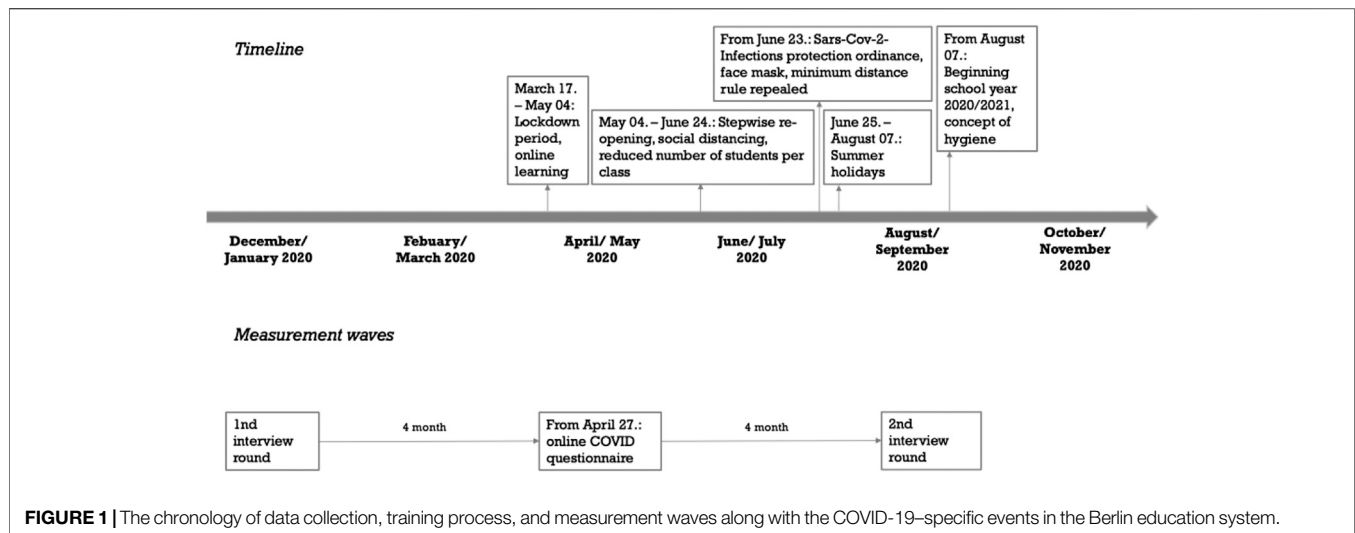 Timeline
March 17.
– May 04:
Lockdown
period,
online
learning
May 04. – June 24.: Stepwise re-
opening, social distancing,
reduced number of students per
class
From June 23.: Sars-Cov-2-
Infections protection ordinance,
face mask, minimum distance
rule repealed
June 25. –
August 07.:
Summer
holidays
From August
07.:
Beginning
school year
2020/2021,
concept of
hygiene
December/
January 2020
Febuary/
March 2020
April/ May
2020
June/ July
2020
August/
September
2020
October/
November
2020
Measurement waves
1nd
interview
round
4 month
From April 27.:
online COVID
questionnaire
4 month
2nd
interview
round
FIGURE 1 | The chronology of data collection, training process, and measurement waves along with the COVID-19–specific events in the Berlin education system.